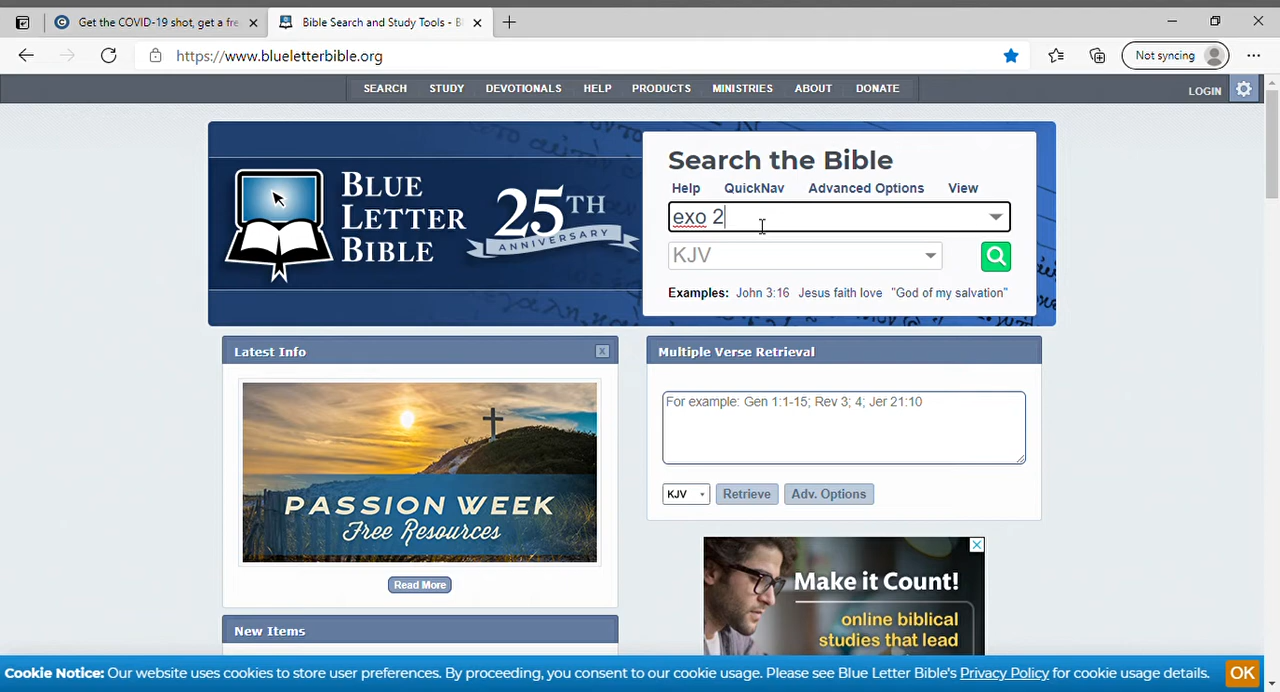 Get the COVID-19 shot, get a fre
Bible Search and Study Tools - B
https://www.blueletterbible.org
Not syncing
SEARCH STUDY DEVOTIONALS HELP PRODUCTS MINISTRIES ABOUT DONATE
LOGIN
BLUE
LETTER
BIBLE
25TH
ANNIVERSARY
Search the Bible
Help QuickNav Advanced Options View
exo 2
KJV
Examples: John 3:16 Jesus faith love "God of my salvation"
Latest Info
x
PASSION WEEK
Free Resources
Read More
New Items
Multiple Verse Retrieval
For example: Gen 1:1-15; Rev 3; 4; Jer 21:10
KJV Retrieve Adv. Options
Make it Count!
online biblical
studies that lead
Cookie Notice: Our website uses cookies to store user preferences. By proceeding, you consent to our cookie usage. Please see Blue Letter Bible's Privacy Policy for cookie usage details. OK